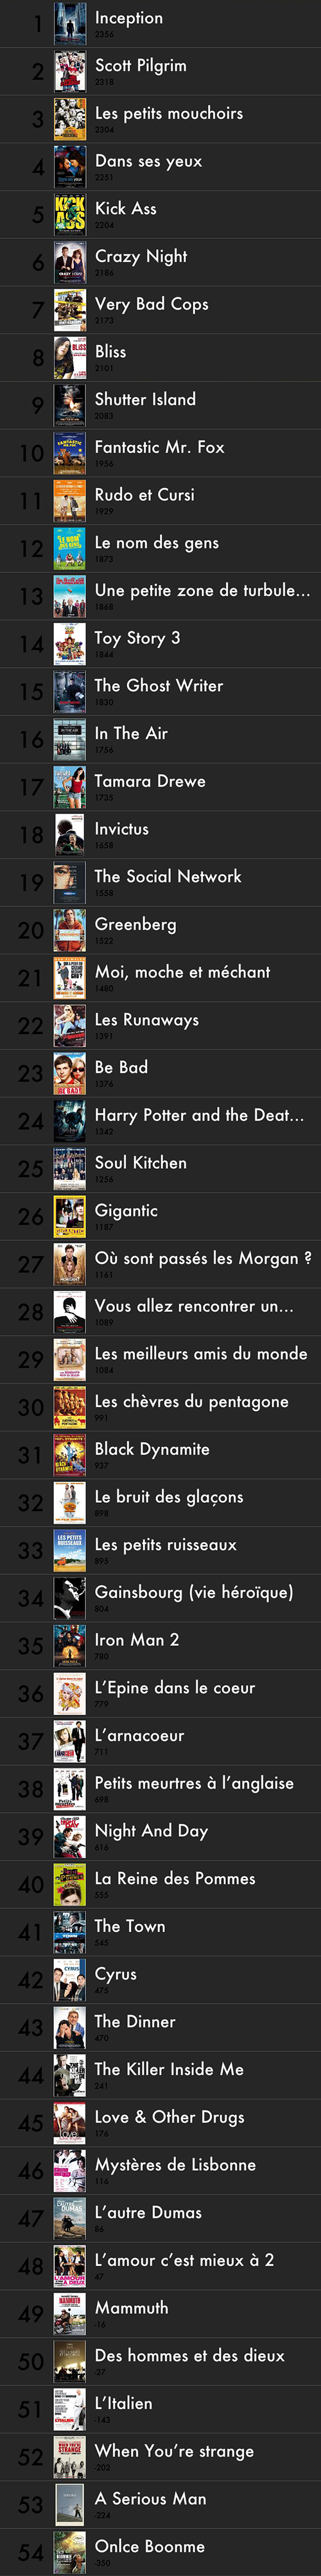 1
Inception
2356
2
Scott Pilgrim
2318
3
Les petits mouchoirs
2304
4
Dans ses yeux
2251
5
Kick Ass
2204
6
Crazy Night
2186
7
Very Bad Cops
2173
8
Bliss
2101
9
Shutter Island
2083
10
Fantastic Mr. Fox
1956
11
Rudo et Cursi
1929
12
Le nom des gens
1873
13
Une petite zone de turbule...
1868
14
Toy Story 3
1844
15
The Ghost Writer
1830
16
In The Air
1756
17
Tamara Drewe
1735
18
Invictus
1658
19
The Social Network
1558
20
Greenberg
1522
21
Moi, moche et méchant
1480
22
Les Runaways
1391
23
Be Bad
1376
24
Harry Potter and the Deat...
1342
25
Soul Kitchen
1256
26
Gigantic
1187
27
Où sont passés les Morgan ?
1161
28
Vous allez rencontrer un...
1089
29
Les meilleurs amis du monde
1084
30
Les chèvres du pentagone
991
31
Black Dynamite
937
32
Le bruit des glaçons
898
33
Les petits ruisseaux
895
34
Gainsbourg (vie héroïque)
804
35
Iron Man 2
780
36
L'Epine dans le coeur
779
37
L'arnacoeur
711
38
Petits meurtres à l'anglaise
698
39
Night And Day
616
40
La Reine des Pommes
555
41
The Town
545
42
Cyrus
475
43
The Dinner
470
44
The Killer Inside Me
241
45
Love & Other Drugs
176
46
Mystères de Lisbonne
116
47
L'autre Dumas
86
48
L'amour c'est mieux à 2
47
49
Mammuth
-16
50
Des hommes et des dieux
-27
51
L'Italien
-143
52
When You're strange
-202
53
A Serious Man
-224
54
Onlce Boonme
-350